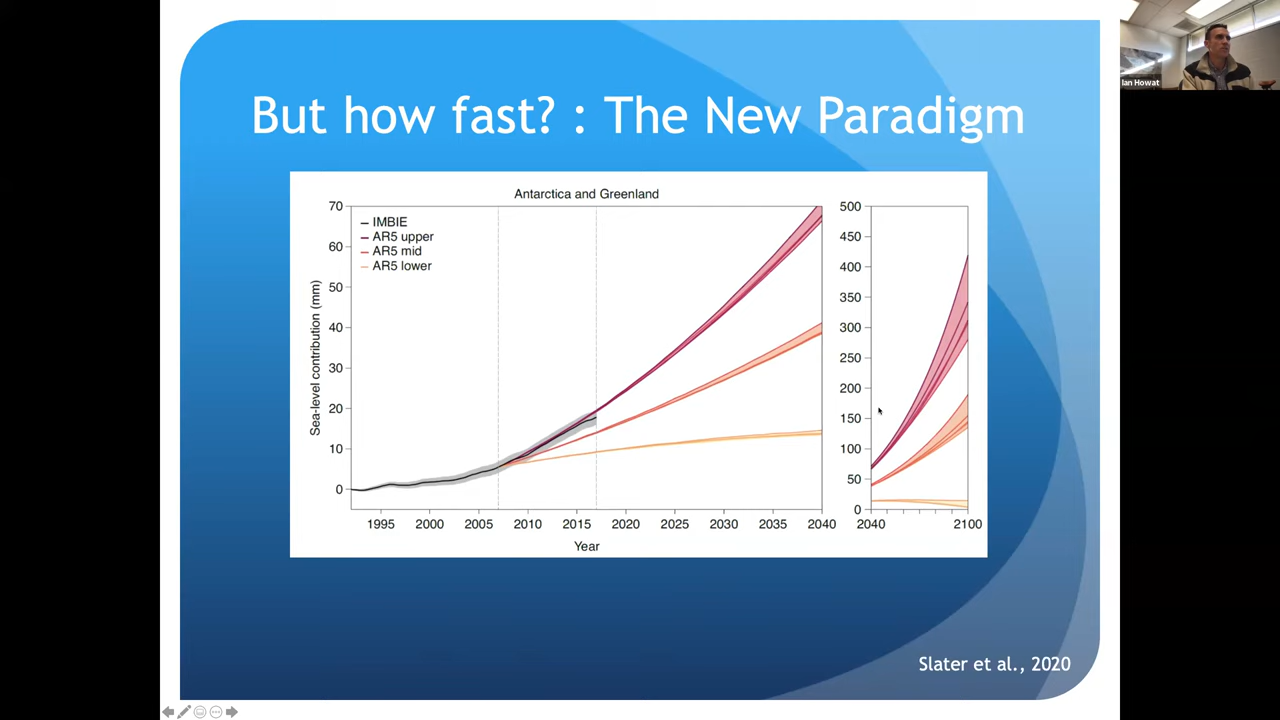 But how fast? : The New Paradigm
Ian Howat
Antarctica and Greenland
IMBIE
AR5 upper
AR5 mid
AR5 lower
Sea-level contribution (mm)
70
60
50
40
30
20
10
0
1995 2000 2005 2010 2015 2020 2025 2030 2035 2040
Year
500
450
400
350
300
250
200
150
100
50
0
2040 2100
Slater et al., 2020